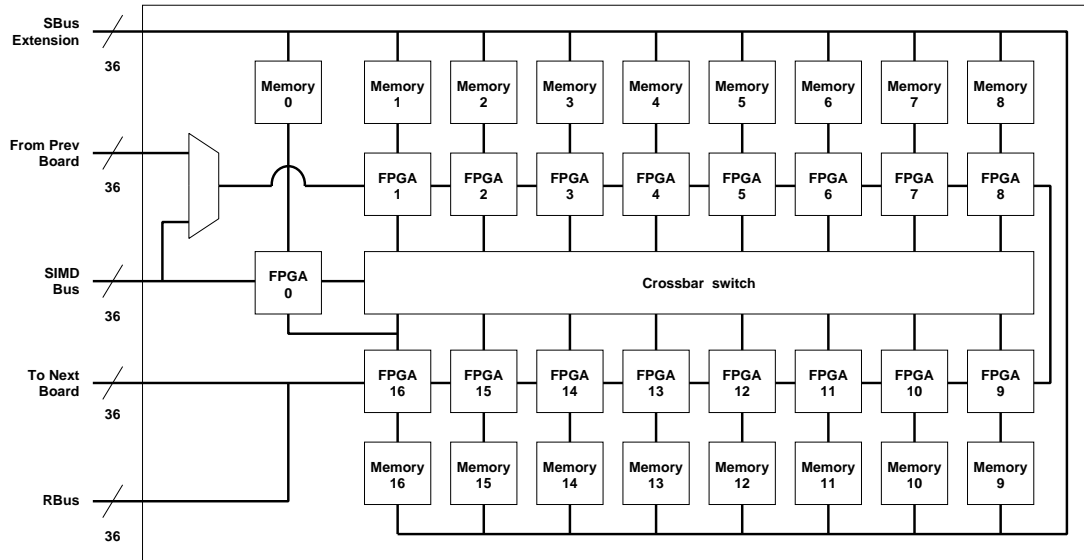 SBus
Extension
36
Memory
0
Memory
1
Memory
2
Memory
3
Memory
4
Memory
5
Memory
6
Memory
7
Memory
8
From Prev
Board
36
FPGA
1
FPGA
2
FPGA
3
FPGA
4
FPGA
5
FPGA
6
FPGA
7
FPGA
8
SIMD
Bus
36
FPGA
0
Crossbar switch
To Next
Board
36
FPGA
16
FPGA
15
FPGA
14
FPGA
13
FPGA
12
FPGA
11
FPGA
10
FPGA
9
Memory
16
Memory
15
Memory
14
Memory
13
Memory
12
Memory
11
Memory
10
Memory
9
RBus
36